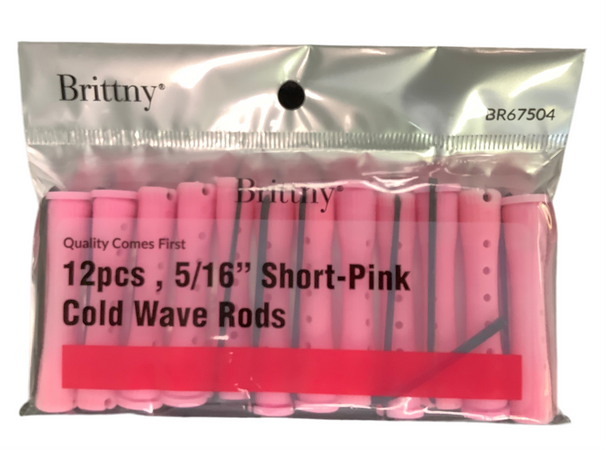 Brittny®
BR67504
Brittny®
Quality Comes First
12pcs , 5/16” Short-Pink
Cold Wave Rods